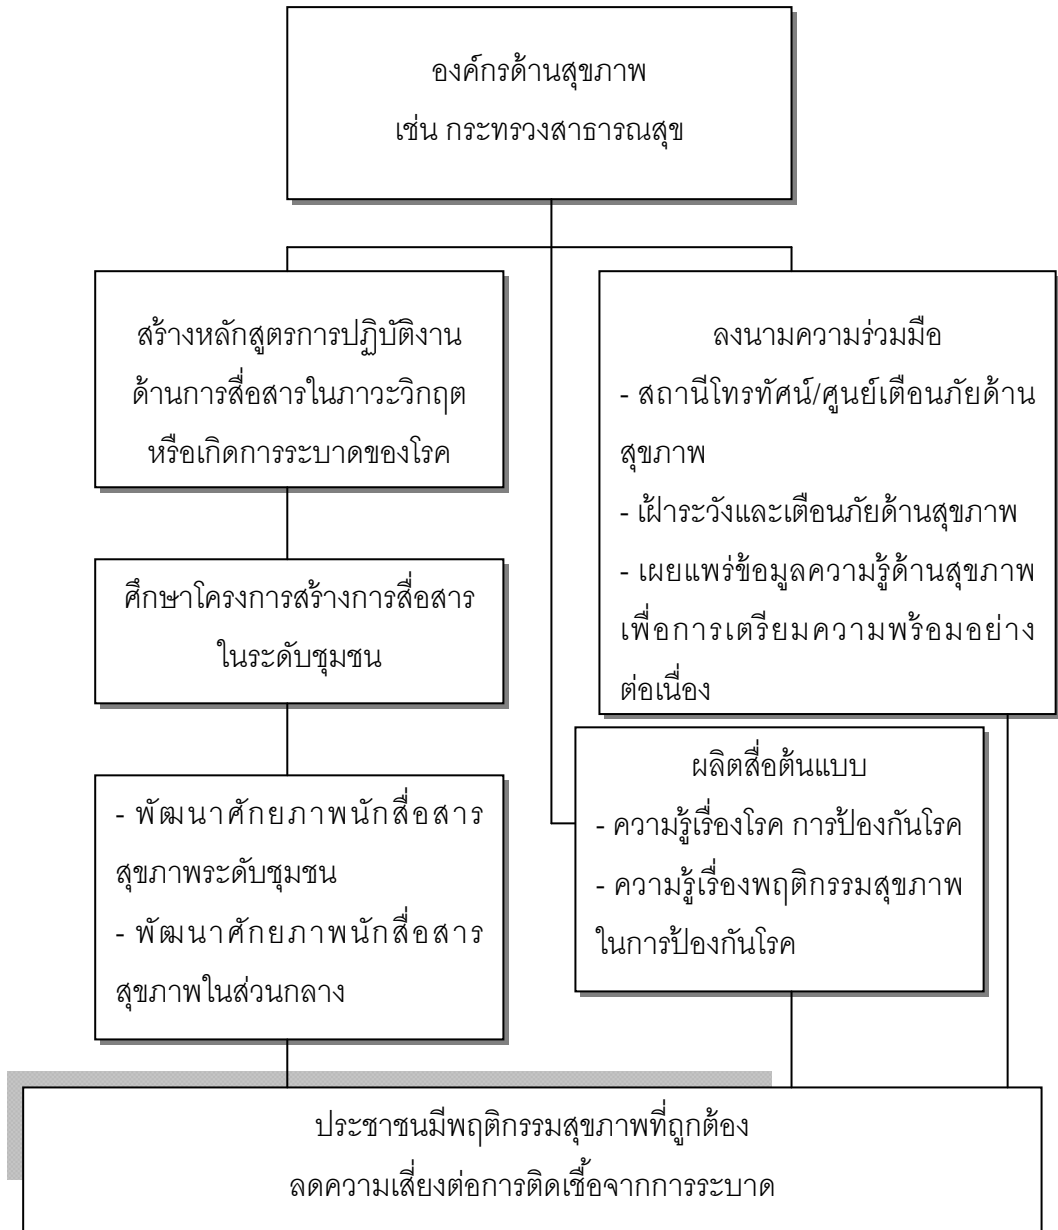 องค์กรด้านสุขภาพ
เช่น กระทรวงสาธารณสุข
สร้างหลักสูตรการปฏิบัติงาน
ด้านการสื่อสารในภาวะวิกฤต
หรือเกิดการระบาดของโรค
ศึกษาโครงการสร้างการสื่อสาร
ในระดับชุมชน
- พัฒนาศักยภาพนักสื่อสาร
สุขภาพระดับชุมชน
- พัฒนาศักยภาพนักสื่อสาร
สุขภาพในส่วนกลาง
ลงนามความร่วมมือ
- สถานีโทรทัศน์/ศูนย์เตือนภัยด้าน
สุขภาพ
- เฝ้าระวังและเตือนภัยด้านสุขภาพ
- เผยแพร่ข้อมูลความรู้ด้านสุขภาพ
เพื่อการเตรียมความพร้อมอย่าง
ต่อเนื่อง
ผลิตสื่อต้นแบบ
- ความรู้เรื่องโรค การป้องกันโรค
- ความรู้เรื่องพฤติกรรมสุขภาพ
ในการป้องกันโรค
ประชาชนมีพฤติกรรมสุขภาพที่ถูกต้อง
ลดความเสี่ยงต่อการติดเชื้อจากการระบาด